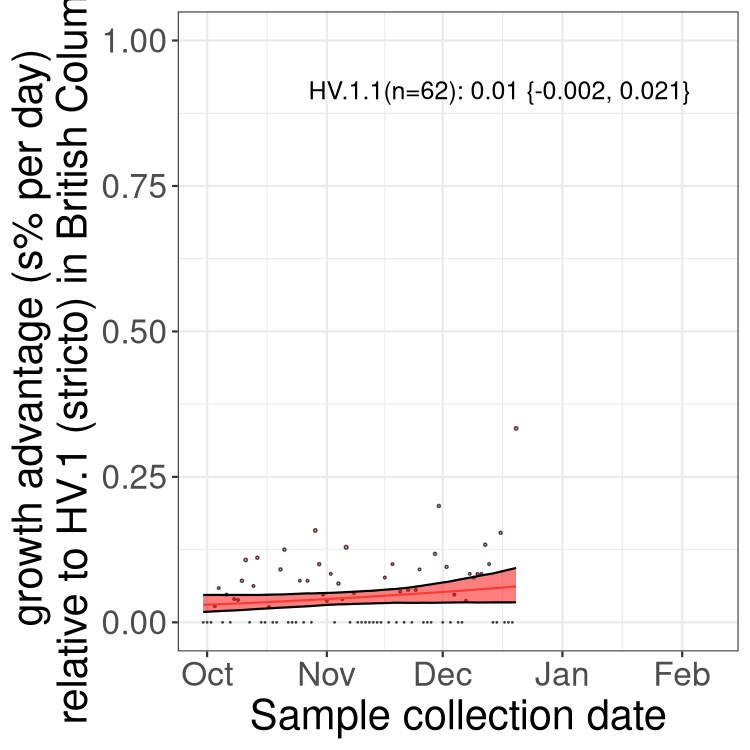 growth advantage (s% per day)
relative to HV.1 (stricto) in British Colum
1.00
0.75
0.50
0.25
0.00
HV.1.1(n=62): 0.01 {-0.002, 0.021}
Oct Nov Dec Jan Feb
Sample collection date